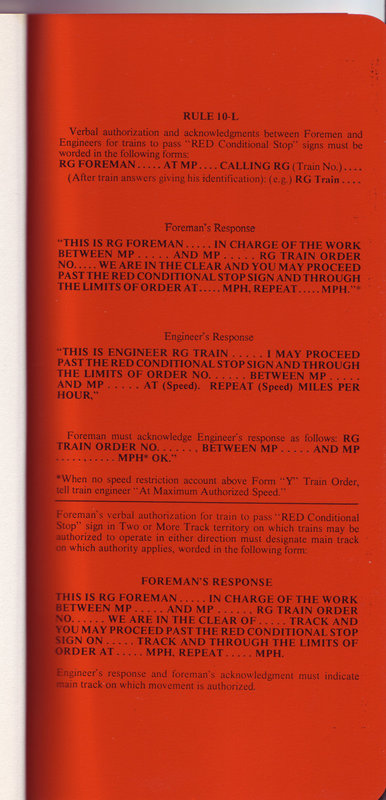 RULE 10-L
Verbal authorization and acknowledgments between Foremen and
Engineers for trains to pass "RED Conditional Stop" signs must be
worded in the following forms:
RG FOREMAN ..... AT MP .... CALLING RG (Train No.) ....
(After train answers giving his identification): (e.g.) RG Train ....
Foreman's Response
"THIS IS RG FOREMAN ..... IN CHARGE OF THE WORK
BETWEEN MP ..... AND MP ..... RG TRAIN ORDER
NO..... WE ARE IN THE CLEAR AND YOU MAY PROCEED
PAST THE RED CONDITIONAL STOP SIGN AND THROUGH
THE LIMITS OF ORDER AT ..... MPH, REPEAT ..... MPH."*
Engineer's Response
"THIS IS ENGINEER RG TRAIN ..... I MAY PROCEED
PAST THE RED CONDITIONAL STOP SIGN AND THROUGH
THE LIMITS OF ORDER NO...... BETWEEN MP .....
AND MP ..... AT (Speed). REPEAT (Speed) MILES PER
HOUR,"
Foreman must acknowledge Engineer's response as follows: RG
TRAIN ORDER NO. ......, BETWEEN MP ..... AND MP
........... MPH* OK."
*When no speed restriction account above Form "Y" Train Order,
tell train engineer "At Maximum Authorized Speed."
Foreman's verbal authorization for train to pass "RED Conditional
Stop" sign in Two or More Track territory on which trains may be
authorized to operate in either direction must designate main track
on which authority applies, worded in the following form:
FOREMAN'S RESPONSE
THIS IS RG FOREMAN ..... IN CHARGE OF THE WORK
BETWEEN MP ..... AND MP ...... RG TRAIN ORDER
NO...... WE ARE IN THE CLEAR OF ..... TRACK AND
YOU MAY PROCEED PAST THE RED CONDITIONAL STOP
SIGN ON ..... TRACK AND THROUGH THE LIMITS OF
ORDER AT ..... MPH, REPEAT ..... MPH.
Engineer's response and foreman's acknowledgment must indicate
main track on which movement is authorized.